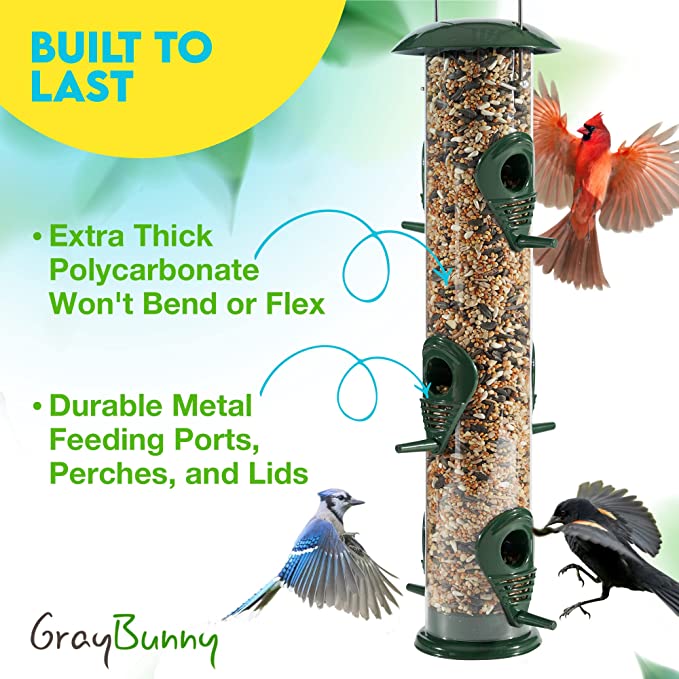 BUILT TO
LAST
• Extra Thick
Polycarbonate
Won't Bend or Flex
• Durable Metal
Feeding Ports,
Perches, and Lids
GrayBunny